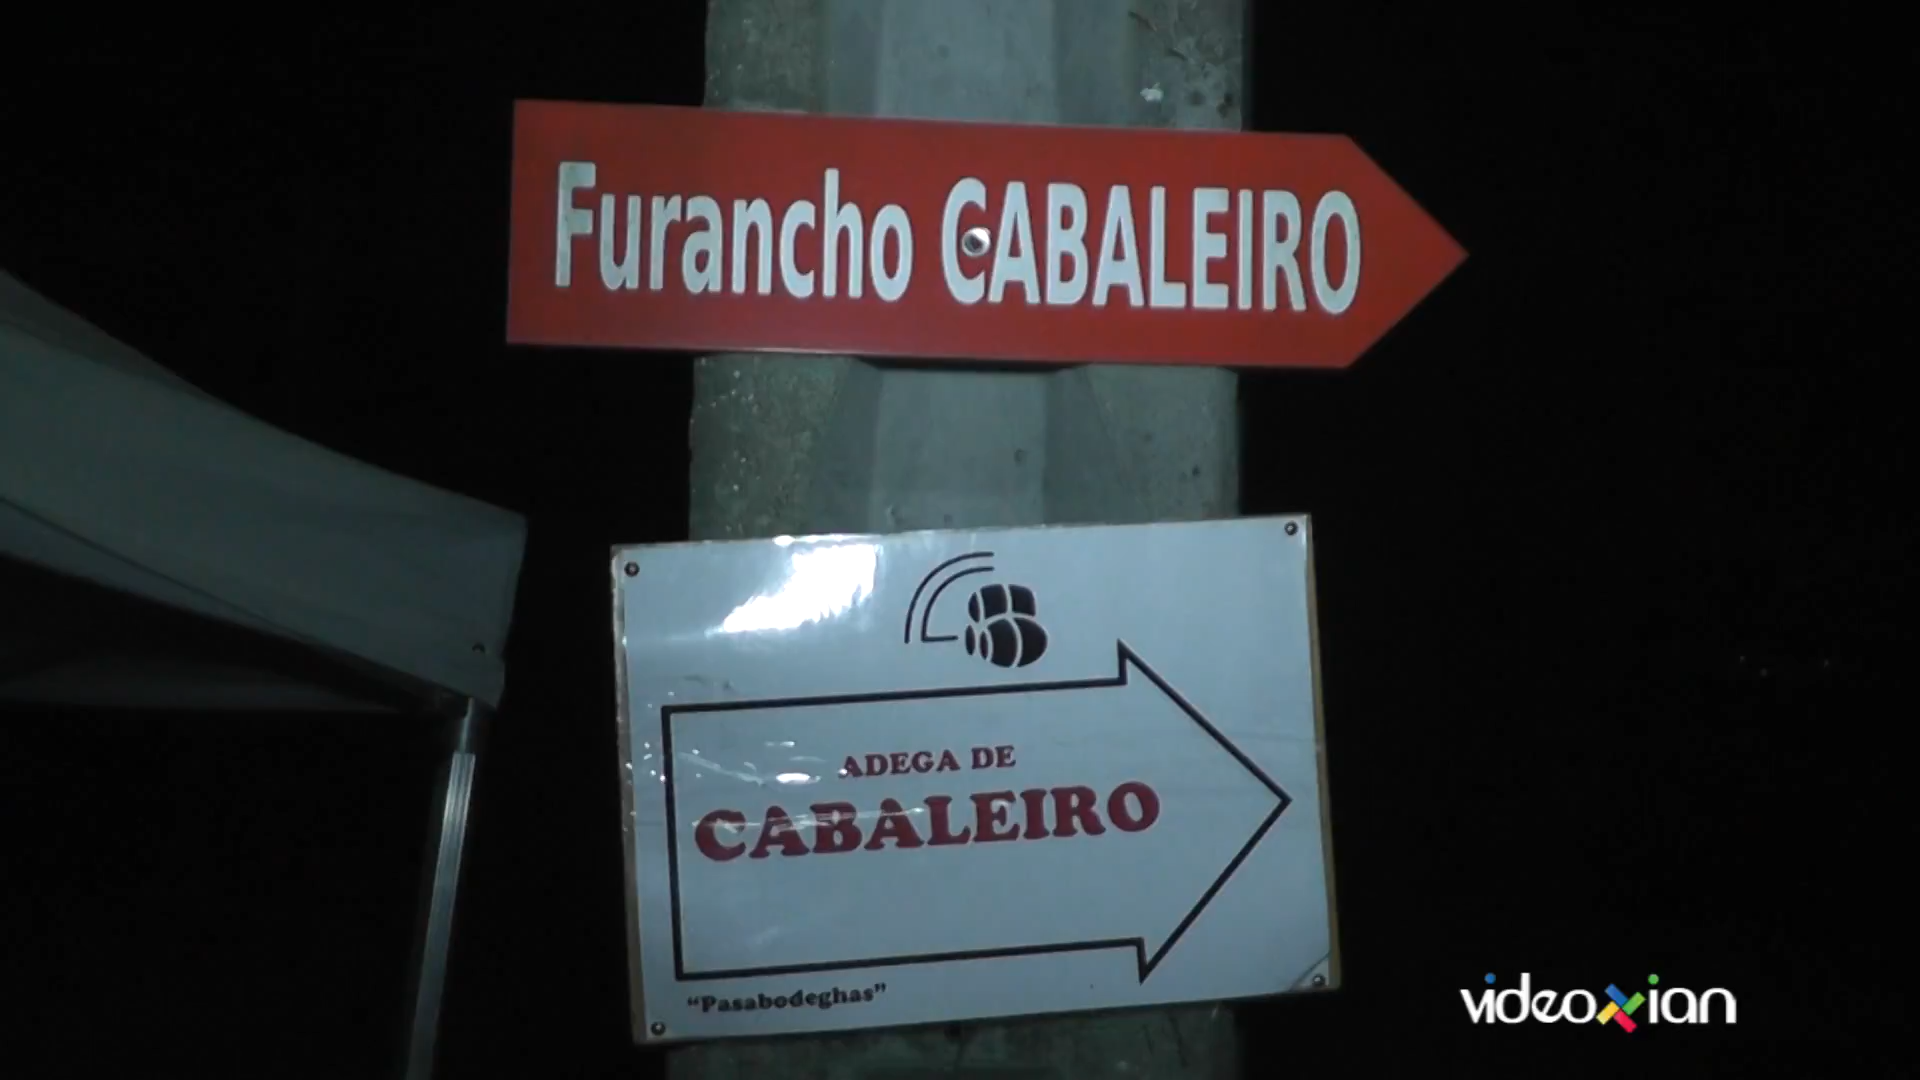 Furancho CABALEIRO
ADEGA DE
CABALEIRO
“Pasabodeghas”
videoxian